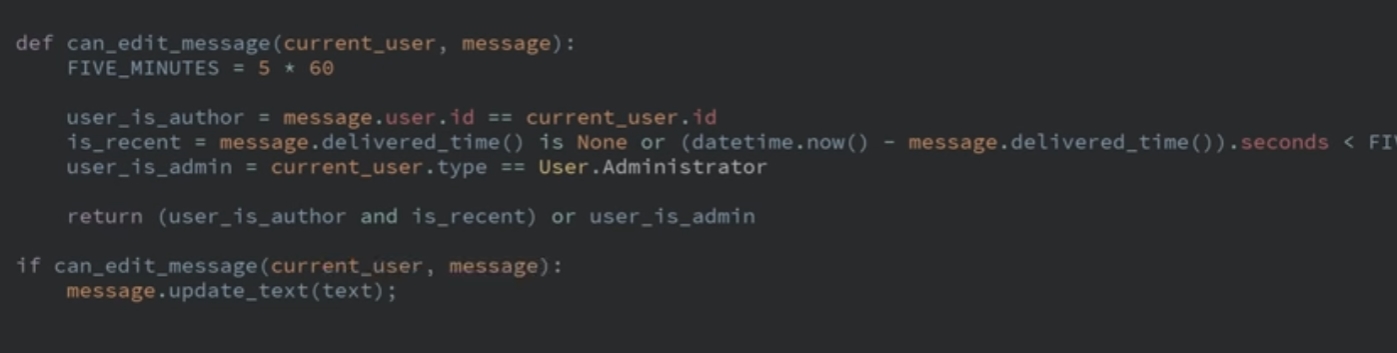 def can_edit_message(current_user, message):
    FIVE_MINUTES = 5 * 60
    user_is_author = message.user.id == current_user.id
    is_recent = message.delivered_time() is None or (datetime.now() - message.delivered_time()).seconds < FI
    user_is_admin = current_user.type == User.Administrator
    return (user_is_author and is_recent) or user_is_admin
if can_edit_message(current_user, message):
    message.update_text(text);